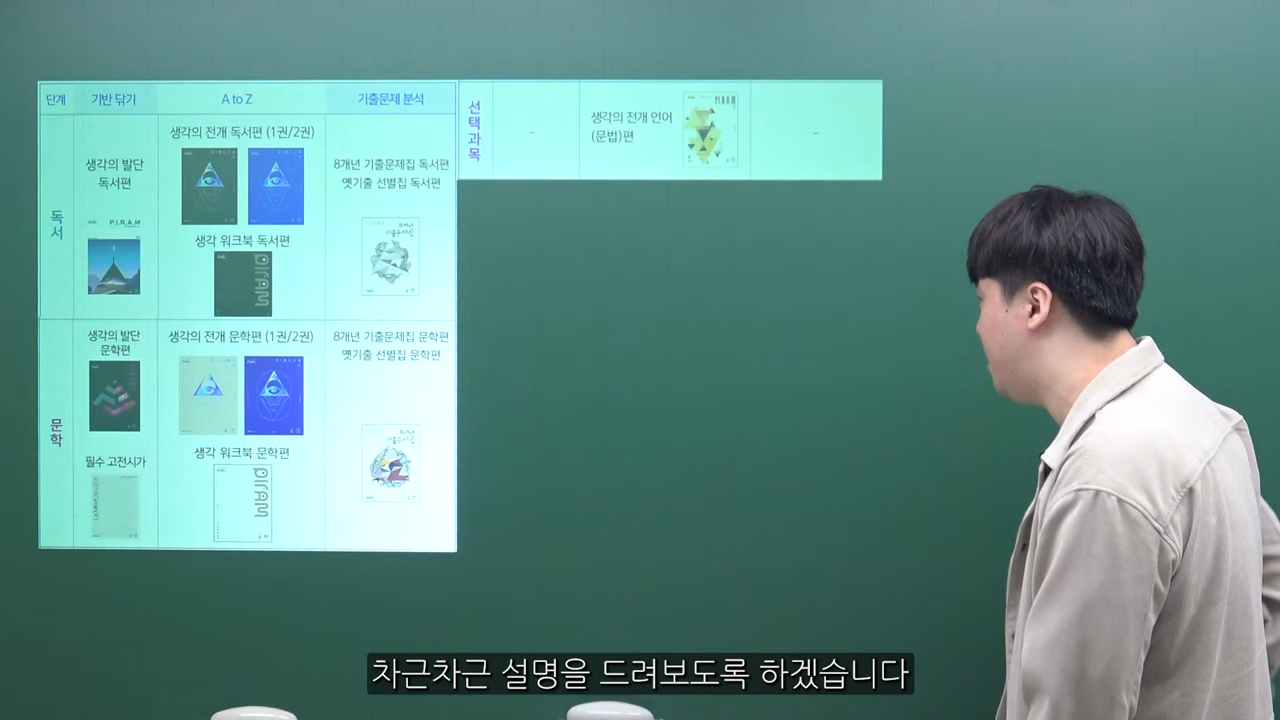 단계
기반 닦기
A to Z
기출문제 분석
독서
생각의 발단
독서편
P.I.R.A.M
생각의 전개 독서편 (1권/2권)
생각 워크북 독서편
PIRAM
8개년 기출문제집 독서편
옛기출 선별집 독서편
문학
생각의 발단
문학편
필수 고전시가
생각의 전개 문학편 (1권/2권)
생각 워크북 문학편
PIRAM
8개년 기출문제집 문학편
옛기출 선별집 문학편
선택과목
–
생각의 전개 언어
(문법)편
P.I.R.A.M
–
차근차근 설명을 드려보도록 하겠습니다